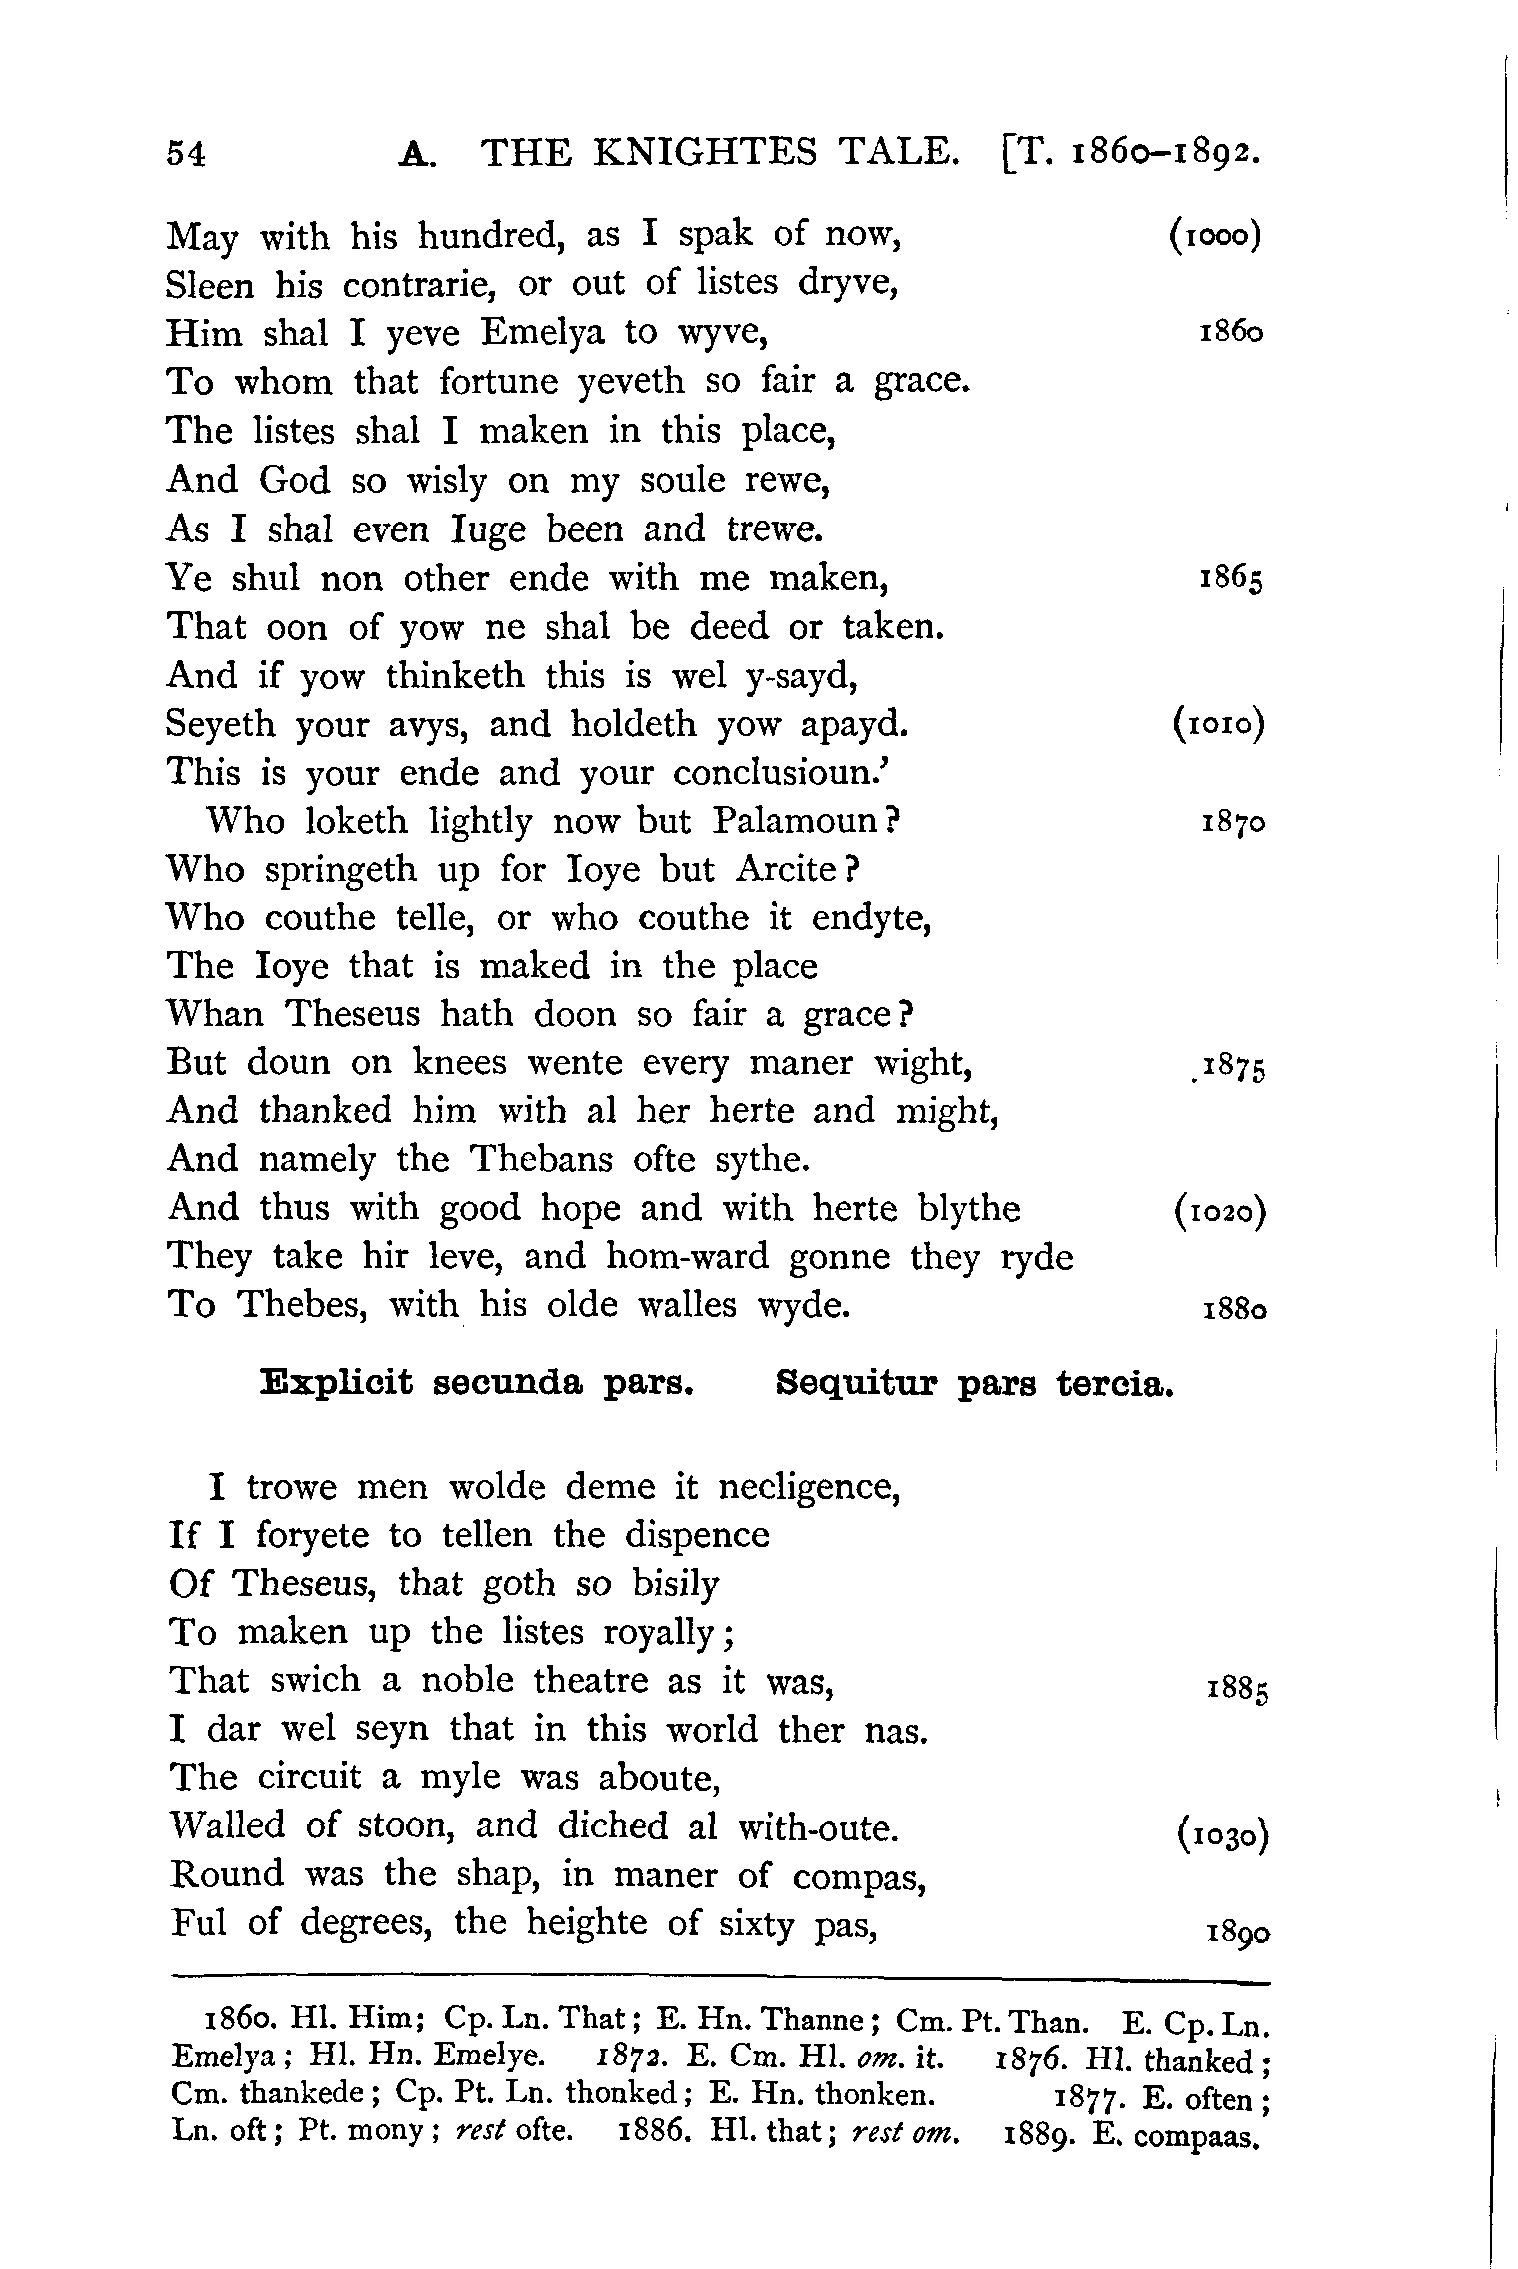 54 A. THE KNIGHTES TALE. [T. 1860–1892.
May with his hundred, as I spak of now, (1000)
Sleen his contrarie, or out of listes dryve,
Him shal I yeve Emelya to wyve, 1860
To whom that fortune yeveth so fair a grace.
The listes shal I maken in this place,
And God so wisly on my soule rewe,
As I shal even Iuge been and trewe.
Ye shul non other ende with me maken, 1865
That oon of yow ne shal be deed or taken.
And if yow thinketh this is wel y-sayd,
Seyeth your avys, and holdeth yow apayd. (1010)
This is your ende and your conclusioun.’
Who loketh lightly now but Palamoun? 1870
Who springeth up for Ioye but Arcite?
Who couthe telle, or who couthe it endyte,
The Ioye that is maked in the place
Whan Theseus hath doon so fair a grace?
But doun on knees wente every maner wight, 1875
And thanked him with al her herte and might,
And namely the Thebans ofte sythe.
And thus with good hope and with herte blythe (1020)
They take hir leve, and hom-ward gonne they ryde
To Thebes, with his olde walles wyde. 1880
Explicit secunda pars. Sequitur pars tercia.
I trowe men wolde deme it necligence,
If I foryete to tellen the dispence
Of Theseus, that goth so bisily
To maken up the listes royally;
That swich a noble theatre as it was, 1885
I dar wel seyn that in this world ther nas.
The circuit a myle was aboute,
Walled of stoon, and diched al with-oute. (1030)
Round was the shap, in maner of compas,
Ful of degrees, the heighte of sixty pas, 1890
1860. Hl. Him; Cp. Ln. That; E. Hn. Thanne; Cm. Pt. Than. E. Cp. Ln.
Emelya; Hl. Hn. Emelye. 1872. E. Cm. Hl. om. it. 1876. Hl. thanked;
Cm. thankede; Cp. Pt. Ln. thonked; E. Hn. thonken. 1877. E. often;
Ln. oft; Pt. mony; rest ofte. 1886. Hl. that; rest om. 1889. E. compaas.